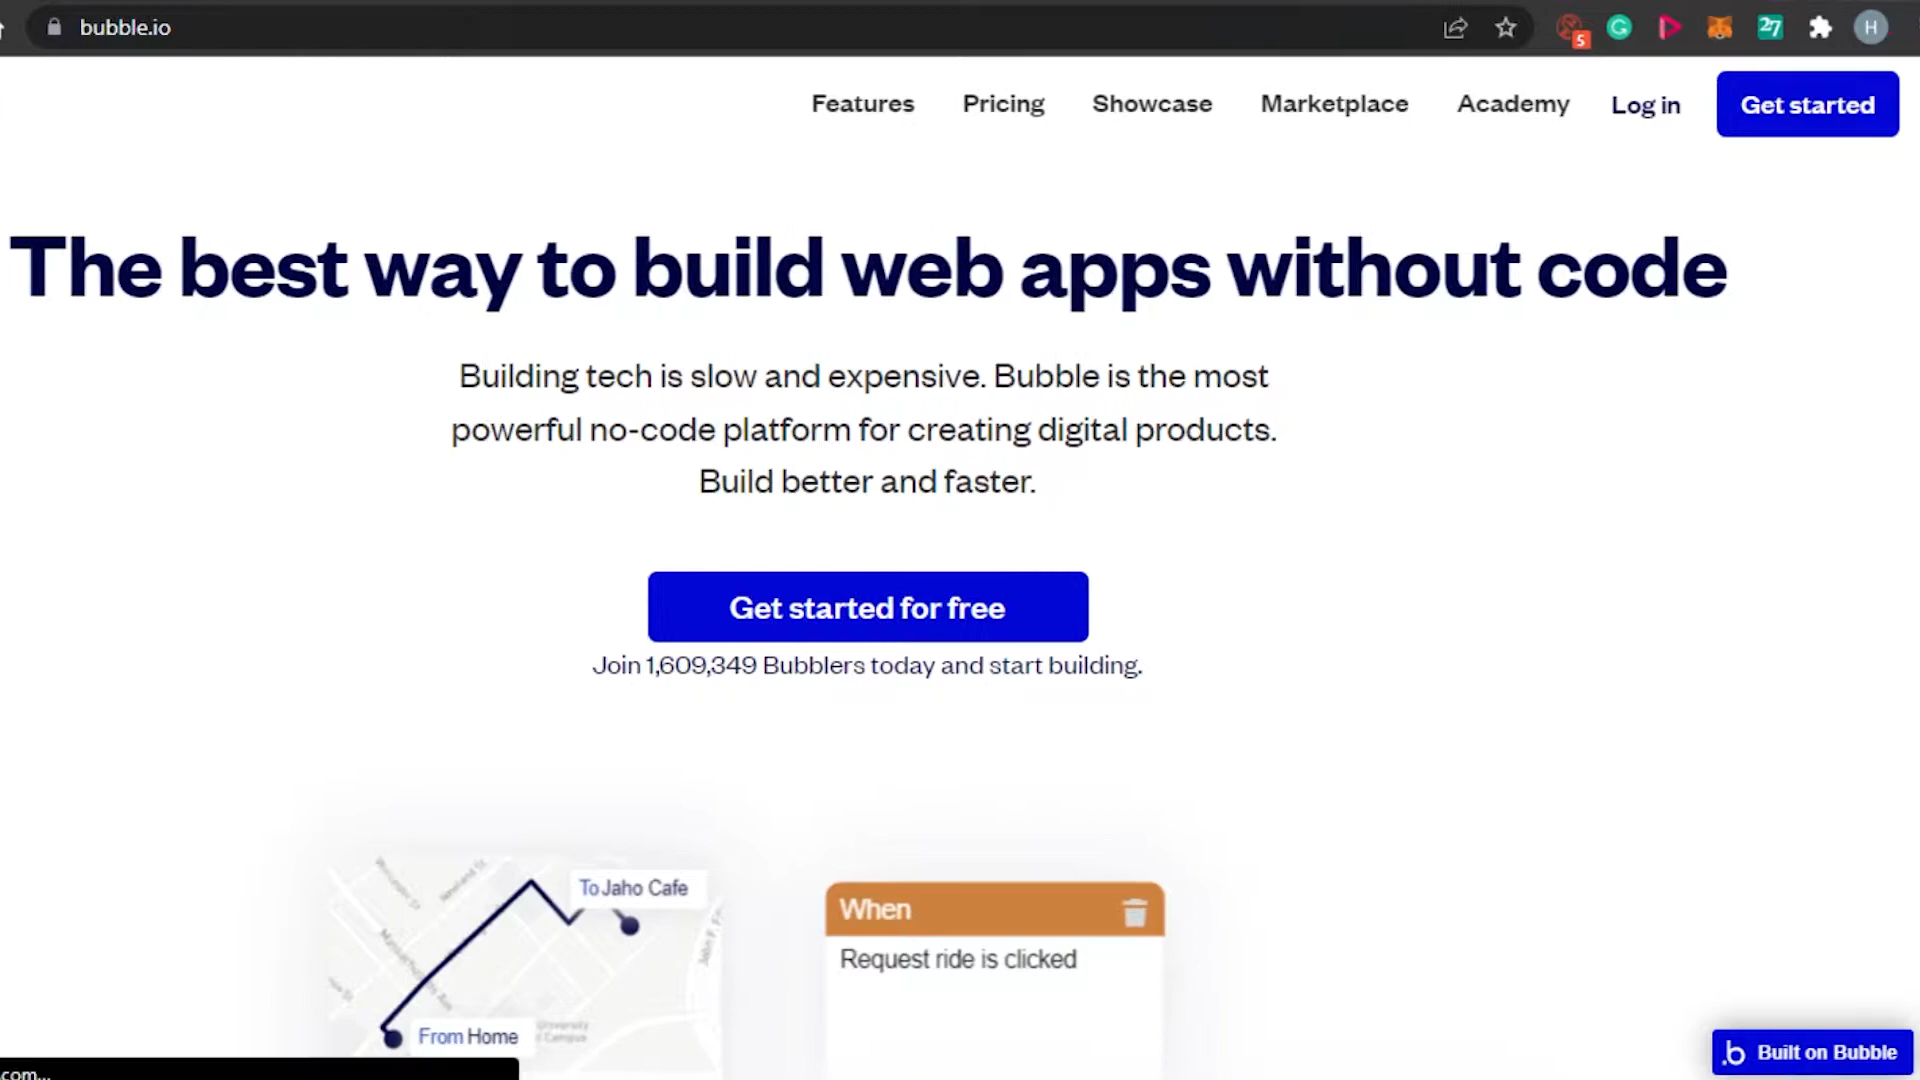 bubble.io
5
27
H
Features Pricing Showcase Marketplace Academy Log in Get started
The best way to build web apps without code
Building tech is slow and expensive. Bubble is the most
powerful no-code platform for creating digital products.
Build better and faster.
Get started for free
Join 1,609,349 Bubblers today and start building.
To Jaho Cafe
When
Request ride is clicked
From Home
Built on Bubble
.com...